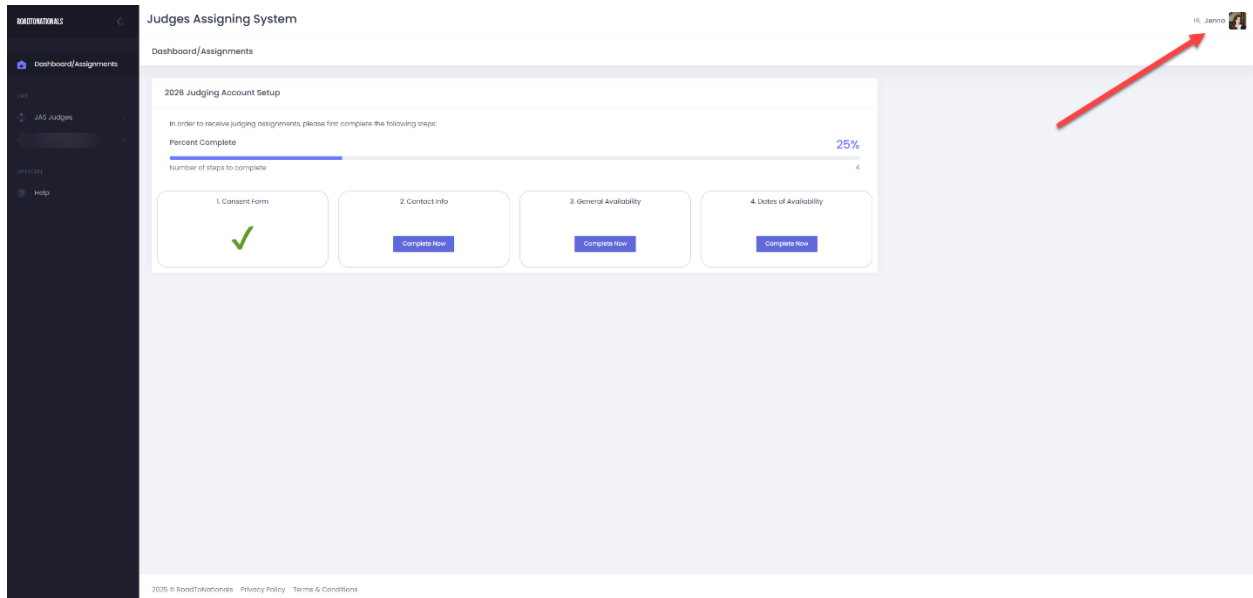 ROADTONATIONALS
Judges Assigning System
Hi, Jenna
Dashboard/Assignments
Dashboard/Assignments
JAS
JAS Judges
OFFICIAL
Help
2026 Judging Account Setup
In order to receive judging assignments, please first complete the following steps:
Percent Complete
25%
Number of steps to complete
4
1. Consent Form
2. Contact Info
3. General Availability
4. Dates of Availability
Complete Now
Complete Now
Complete Now
2025 © RoadToNationals Privacy Policy Terms & Conditions